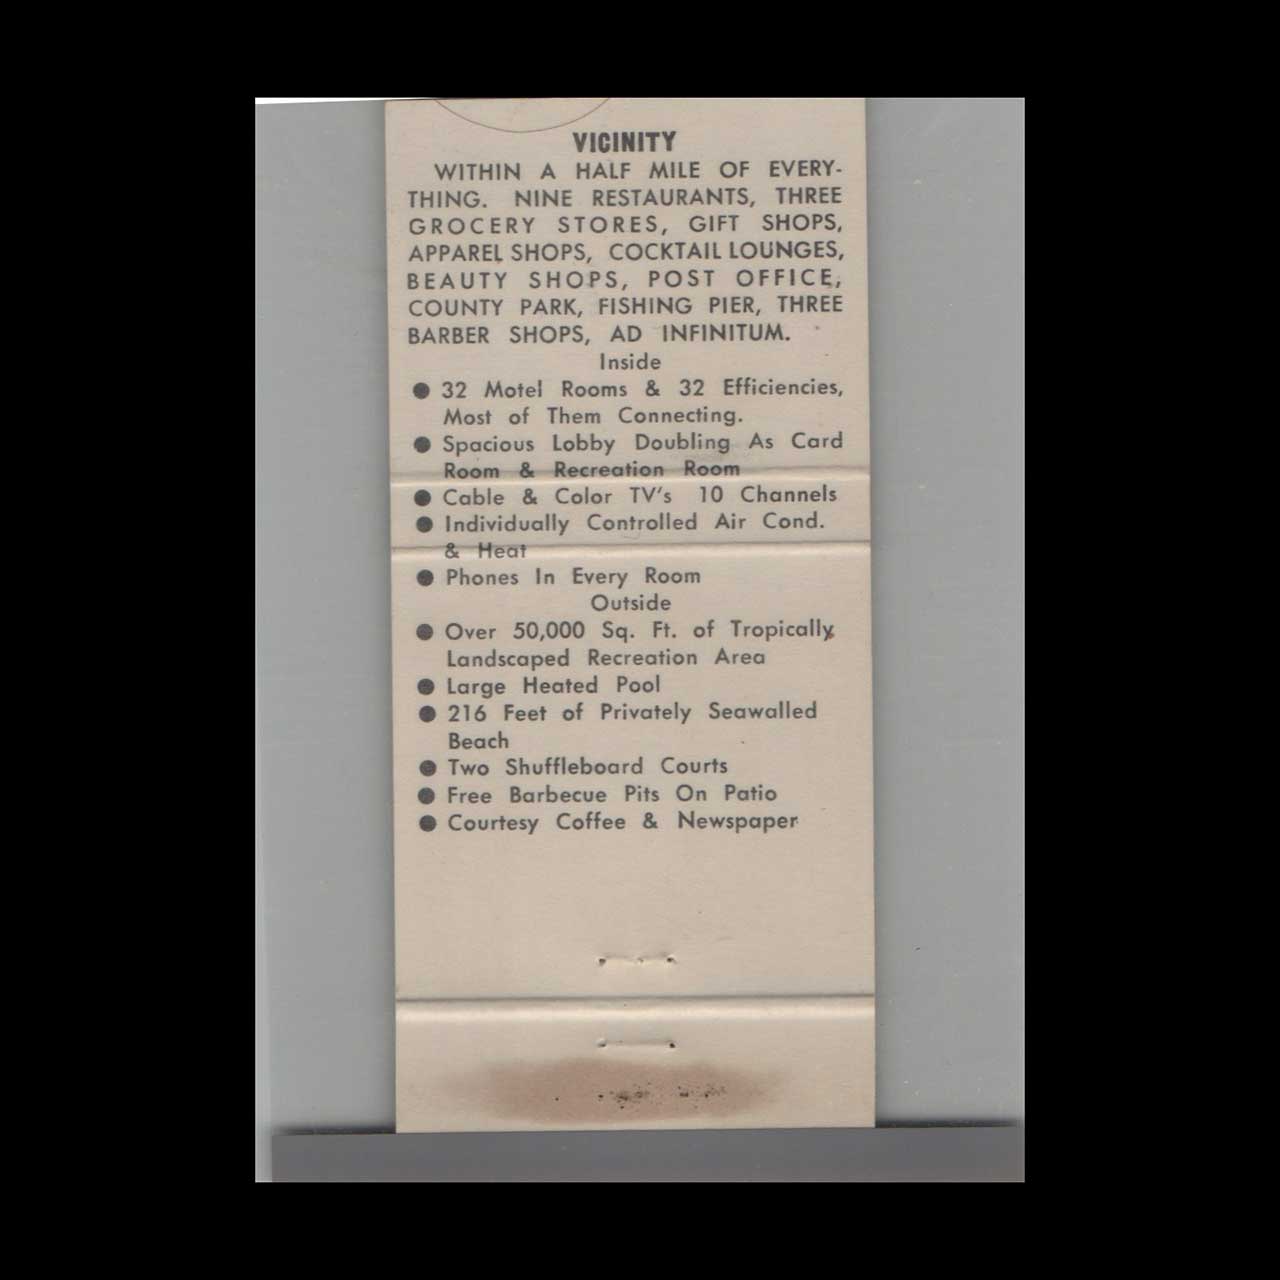 VICINITY
WITHIN A HALF MILE OF EVERY-
THING. NINE RESTAURANTS, THREE
GROCERY STORES, GIFT SHOPS,
APPAREL SHOPS, COCKTAIL LOUNGES,
BEAUTY SHOPS, POST OFFICE,
COUNTY PARK, FISHING PIER, THREE
BARBER SHOPS, AD INFINITUM.
Inside
● 32 Motel Rooms & 32 Efficiencies,
Most of Them Connecting.
● Spacious Lobby Doubling As Card
Room & Recreation Room
● Cable & Color TV's 10 Channels
● Individually Controlled Air Cond.
& Heat
● Phones In Every Room
Outside
● Over 50,000 Sq. Ft. of Tropically
Landscaped Recreation Area
● Large Heated Pool
● 216 Feet of Privately Seawalled
Beach
● Two Shuffleboard Courts
● Free Barbecue Pits On Patio
● Courtesy Coffee & Newspaper